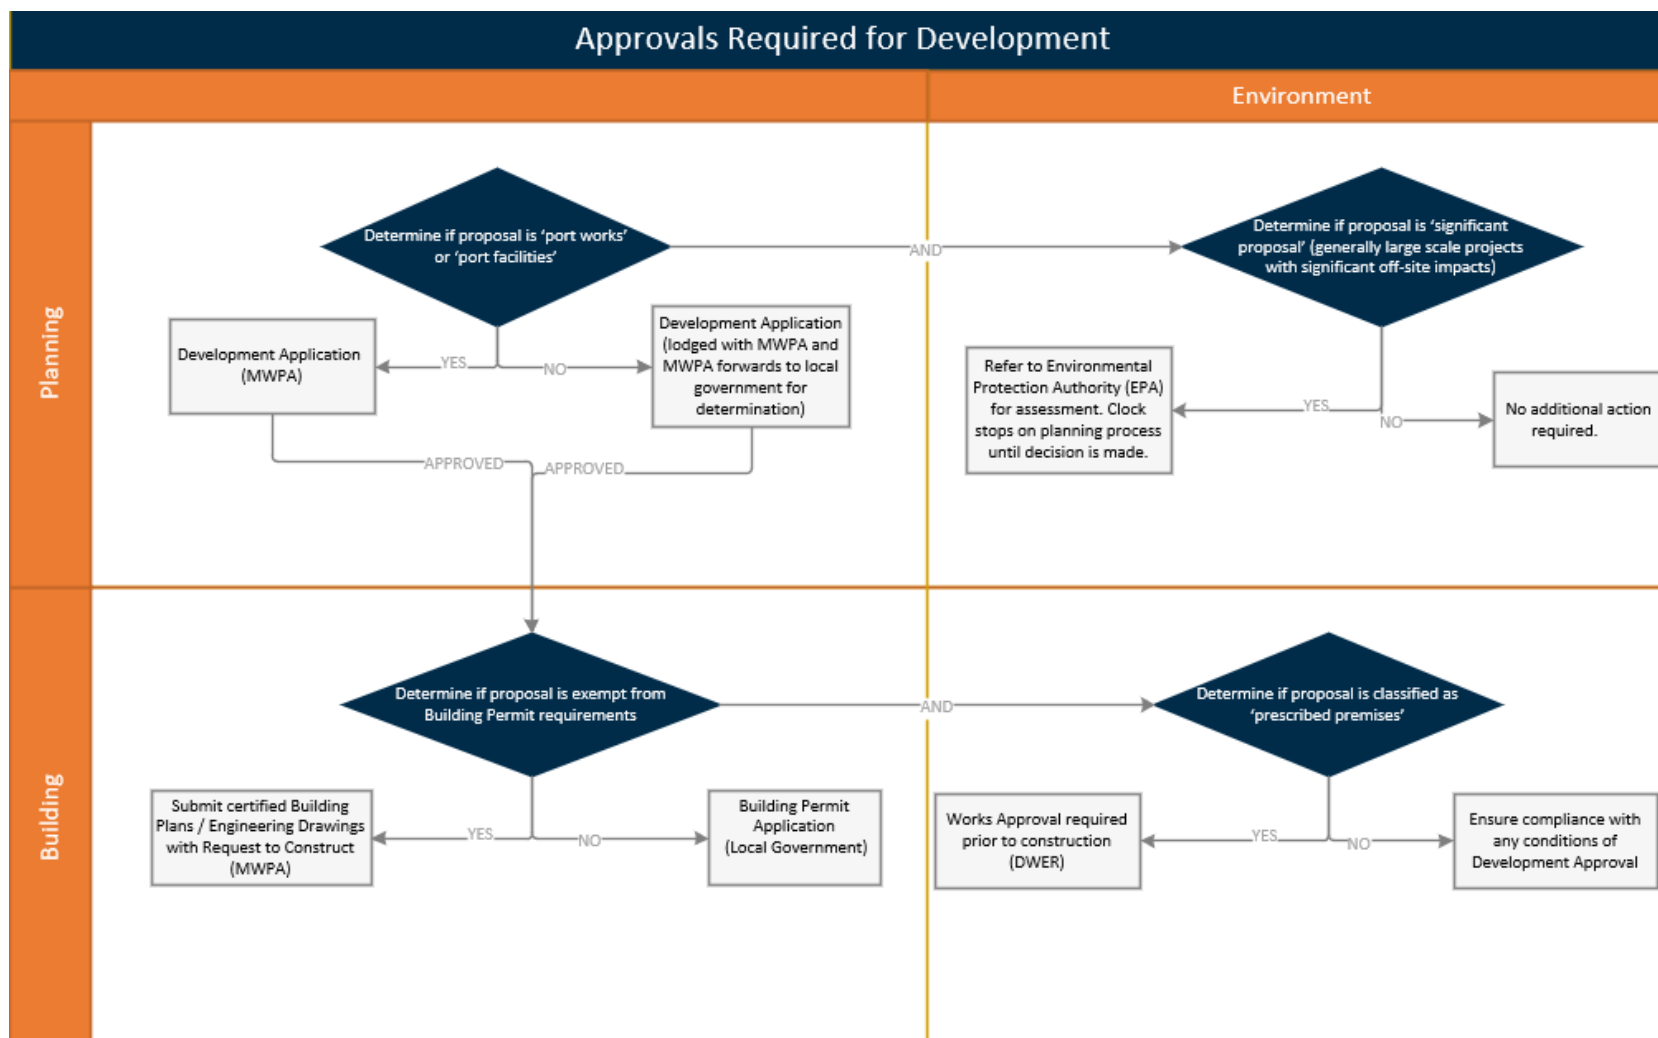 Approvals Required for Development
Environment
Planning
Determine if proposal is ‘port works’
or ‘port facilities’
AND
Determine if proposal is ‘significant
proposal’ (generally large scale projects
with significant off-site impacts)
Development Application
(MWPA)
YES
NO
Development Application
(lodged with MWPA and
MWPA forwards to local
government for
determination)
Refer to Environmental
Protection Authority (EPA)
for assessment. Clock
stops on planning process
until decision is made.
YES
NO
No additional action
required.
APPROVED
APPROVED
Building
Determine if proposal is exempt from
Building Permit requirements
AND
Determine if proposal is classified as
‘prescribed premises’
Submit certified Building
Plans / Engineering Drawings
with Request to Construct
(MWPA)
YES
NO
Building Permit
Application
(Local Government)
Works Approval required
prior to construction
(DWER)
YES
NO
Ensure compliance with
any conditions of
Development Approval